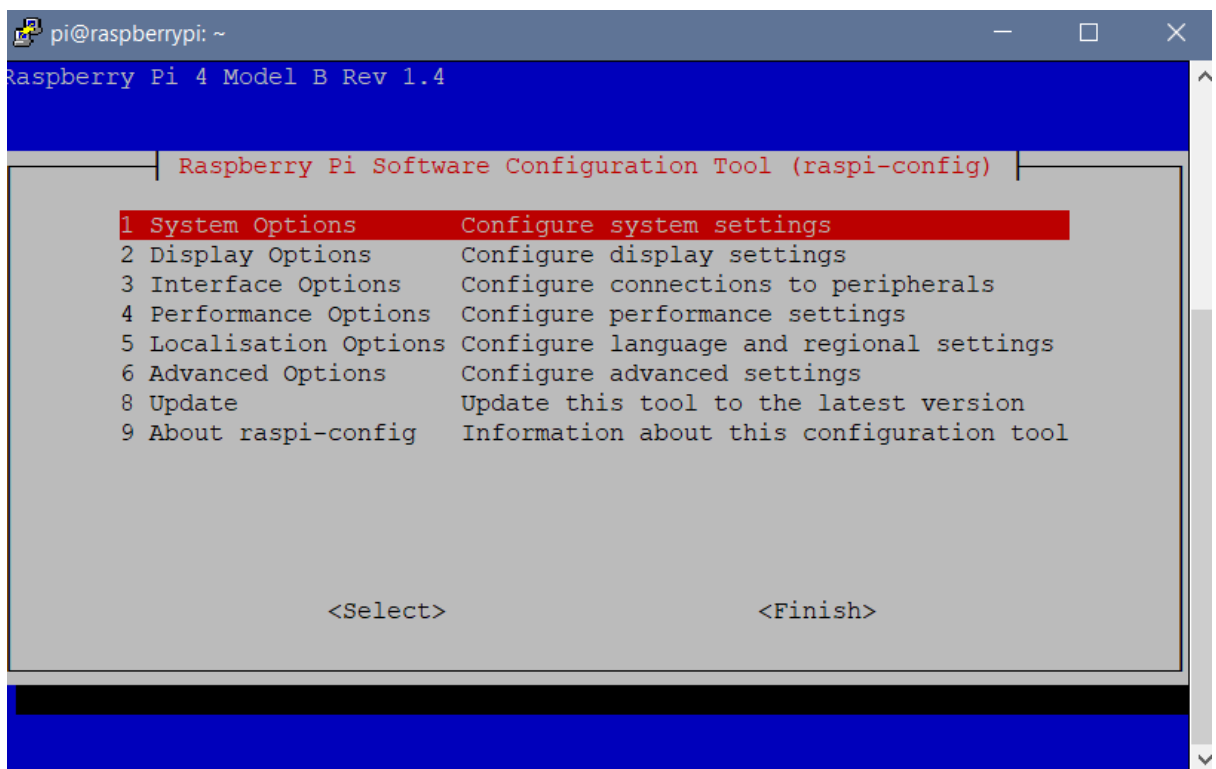 pi@raspberrypi: ~
Raspberry Pi 4 Model B Rev 1.4
Raspberry Pi Software Configuration Tool (raspi-config)
1 System Options Configure system settings
2 Display Options Configure display settings
3 Interface Options Configure connections to peripherals
4 Performance Options Configure performance settings
5 Localisation Options Configure language and regional settings
6 Advanced Options Configure advanced settings
8 Update Update this tool to the latest version
9 About raspi-config Information about this configuration tool
<Select> <Finish>